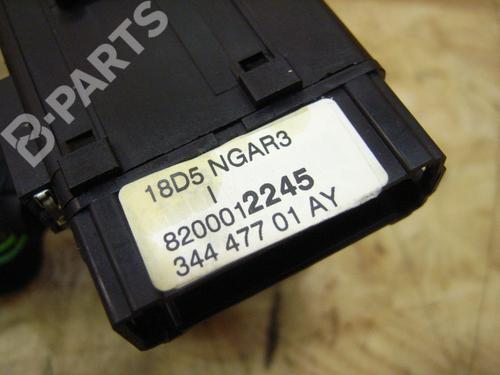 B-PARTS
18D5 NGAR3
I
8200012245
344 477 01 AY